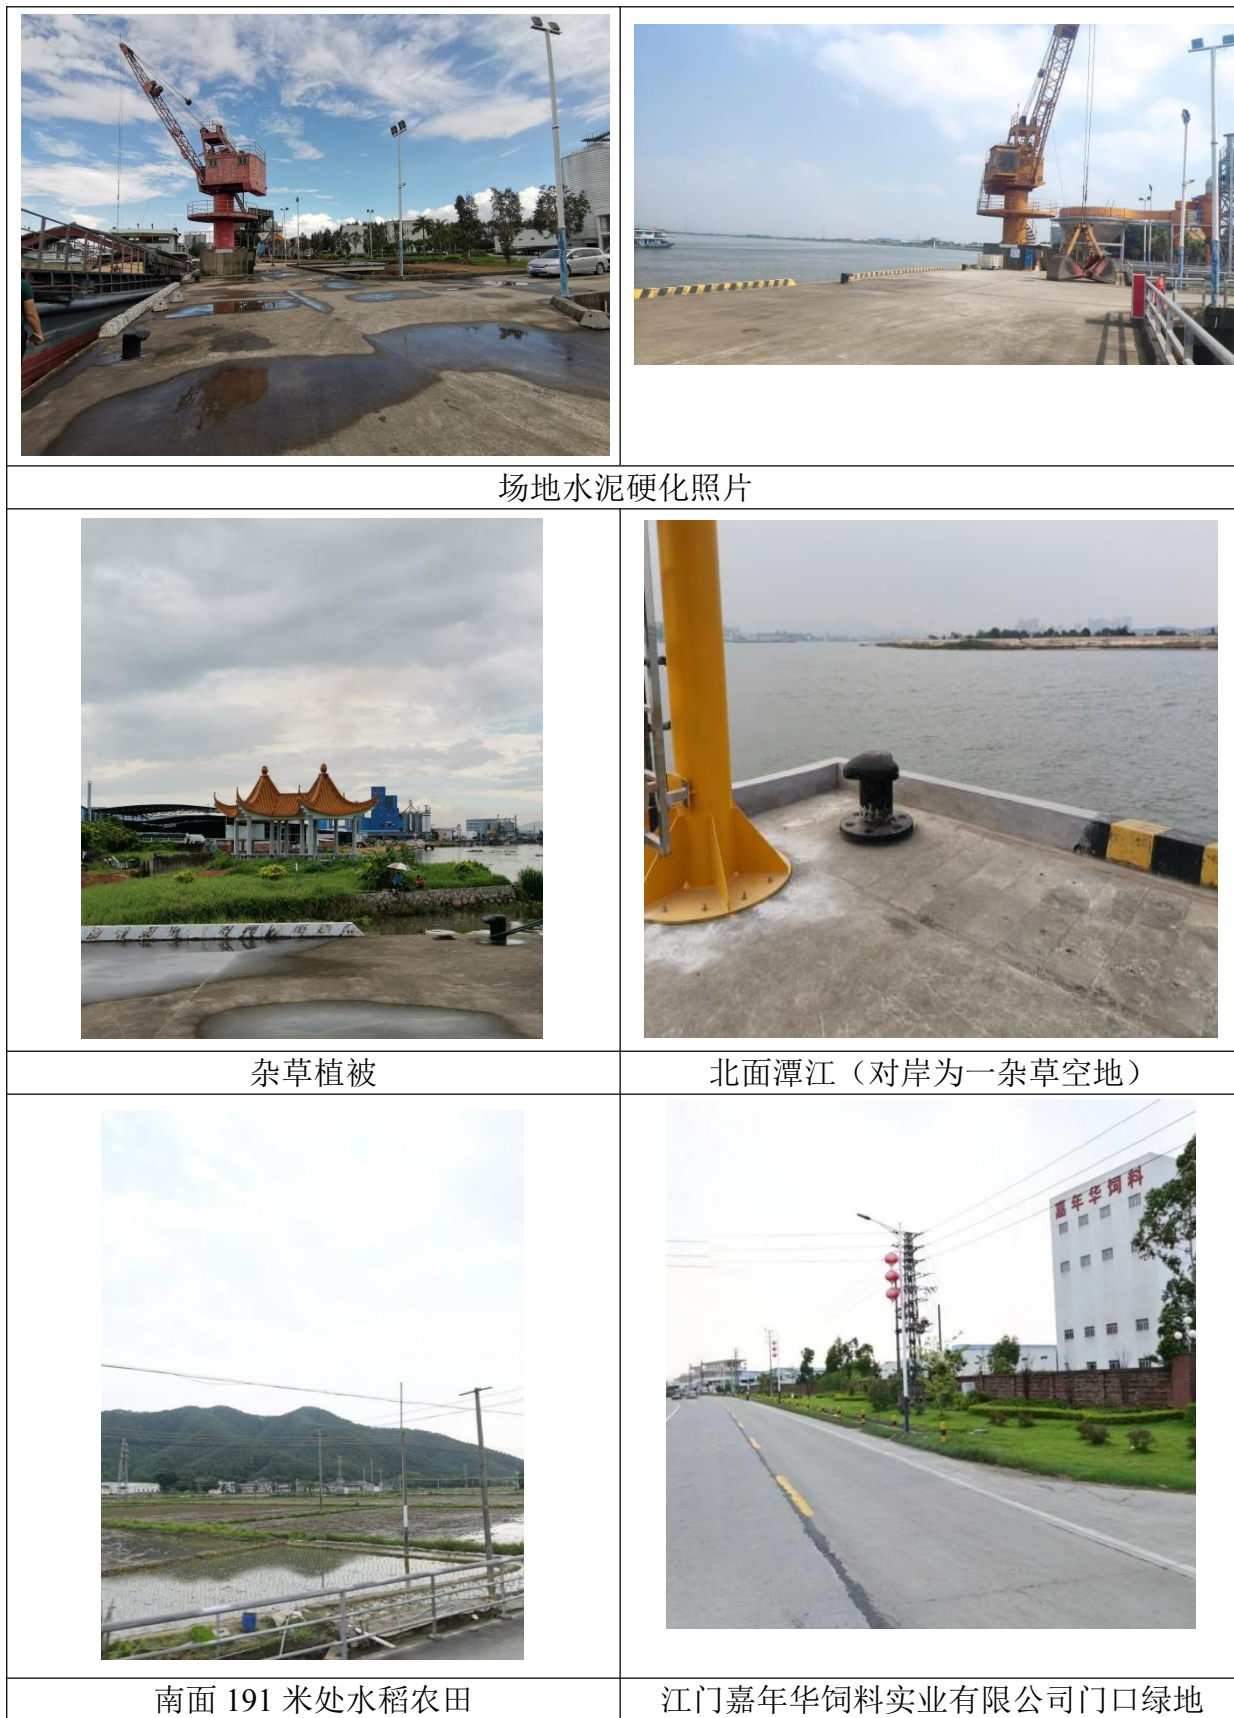 场地水泥硬化照片
杂草植被
北面潭江（对岸为一杂草空地）
嘉年华饲料
南面 191 米处水稻农田
江门嘉年华饲料实业有限公司门口绿地